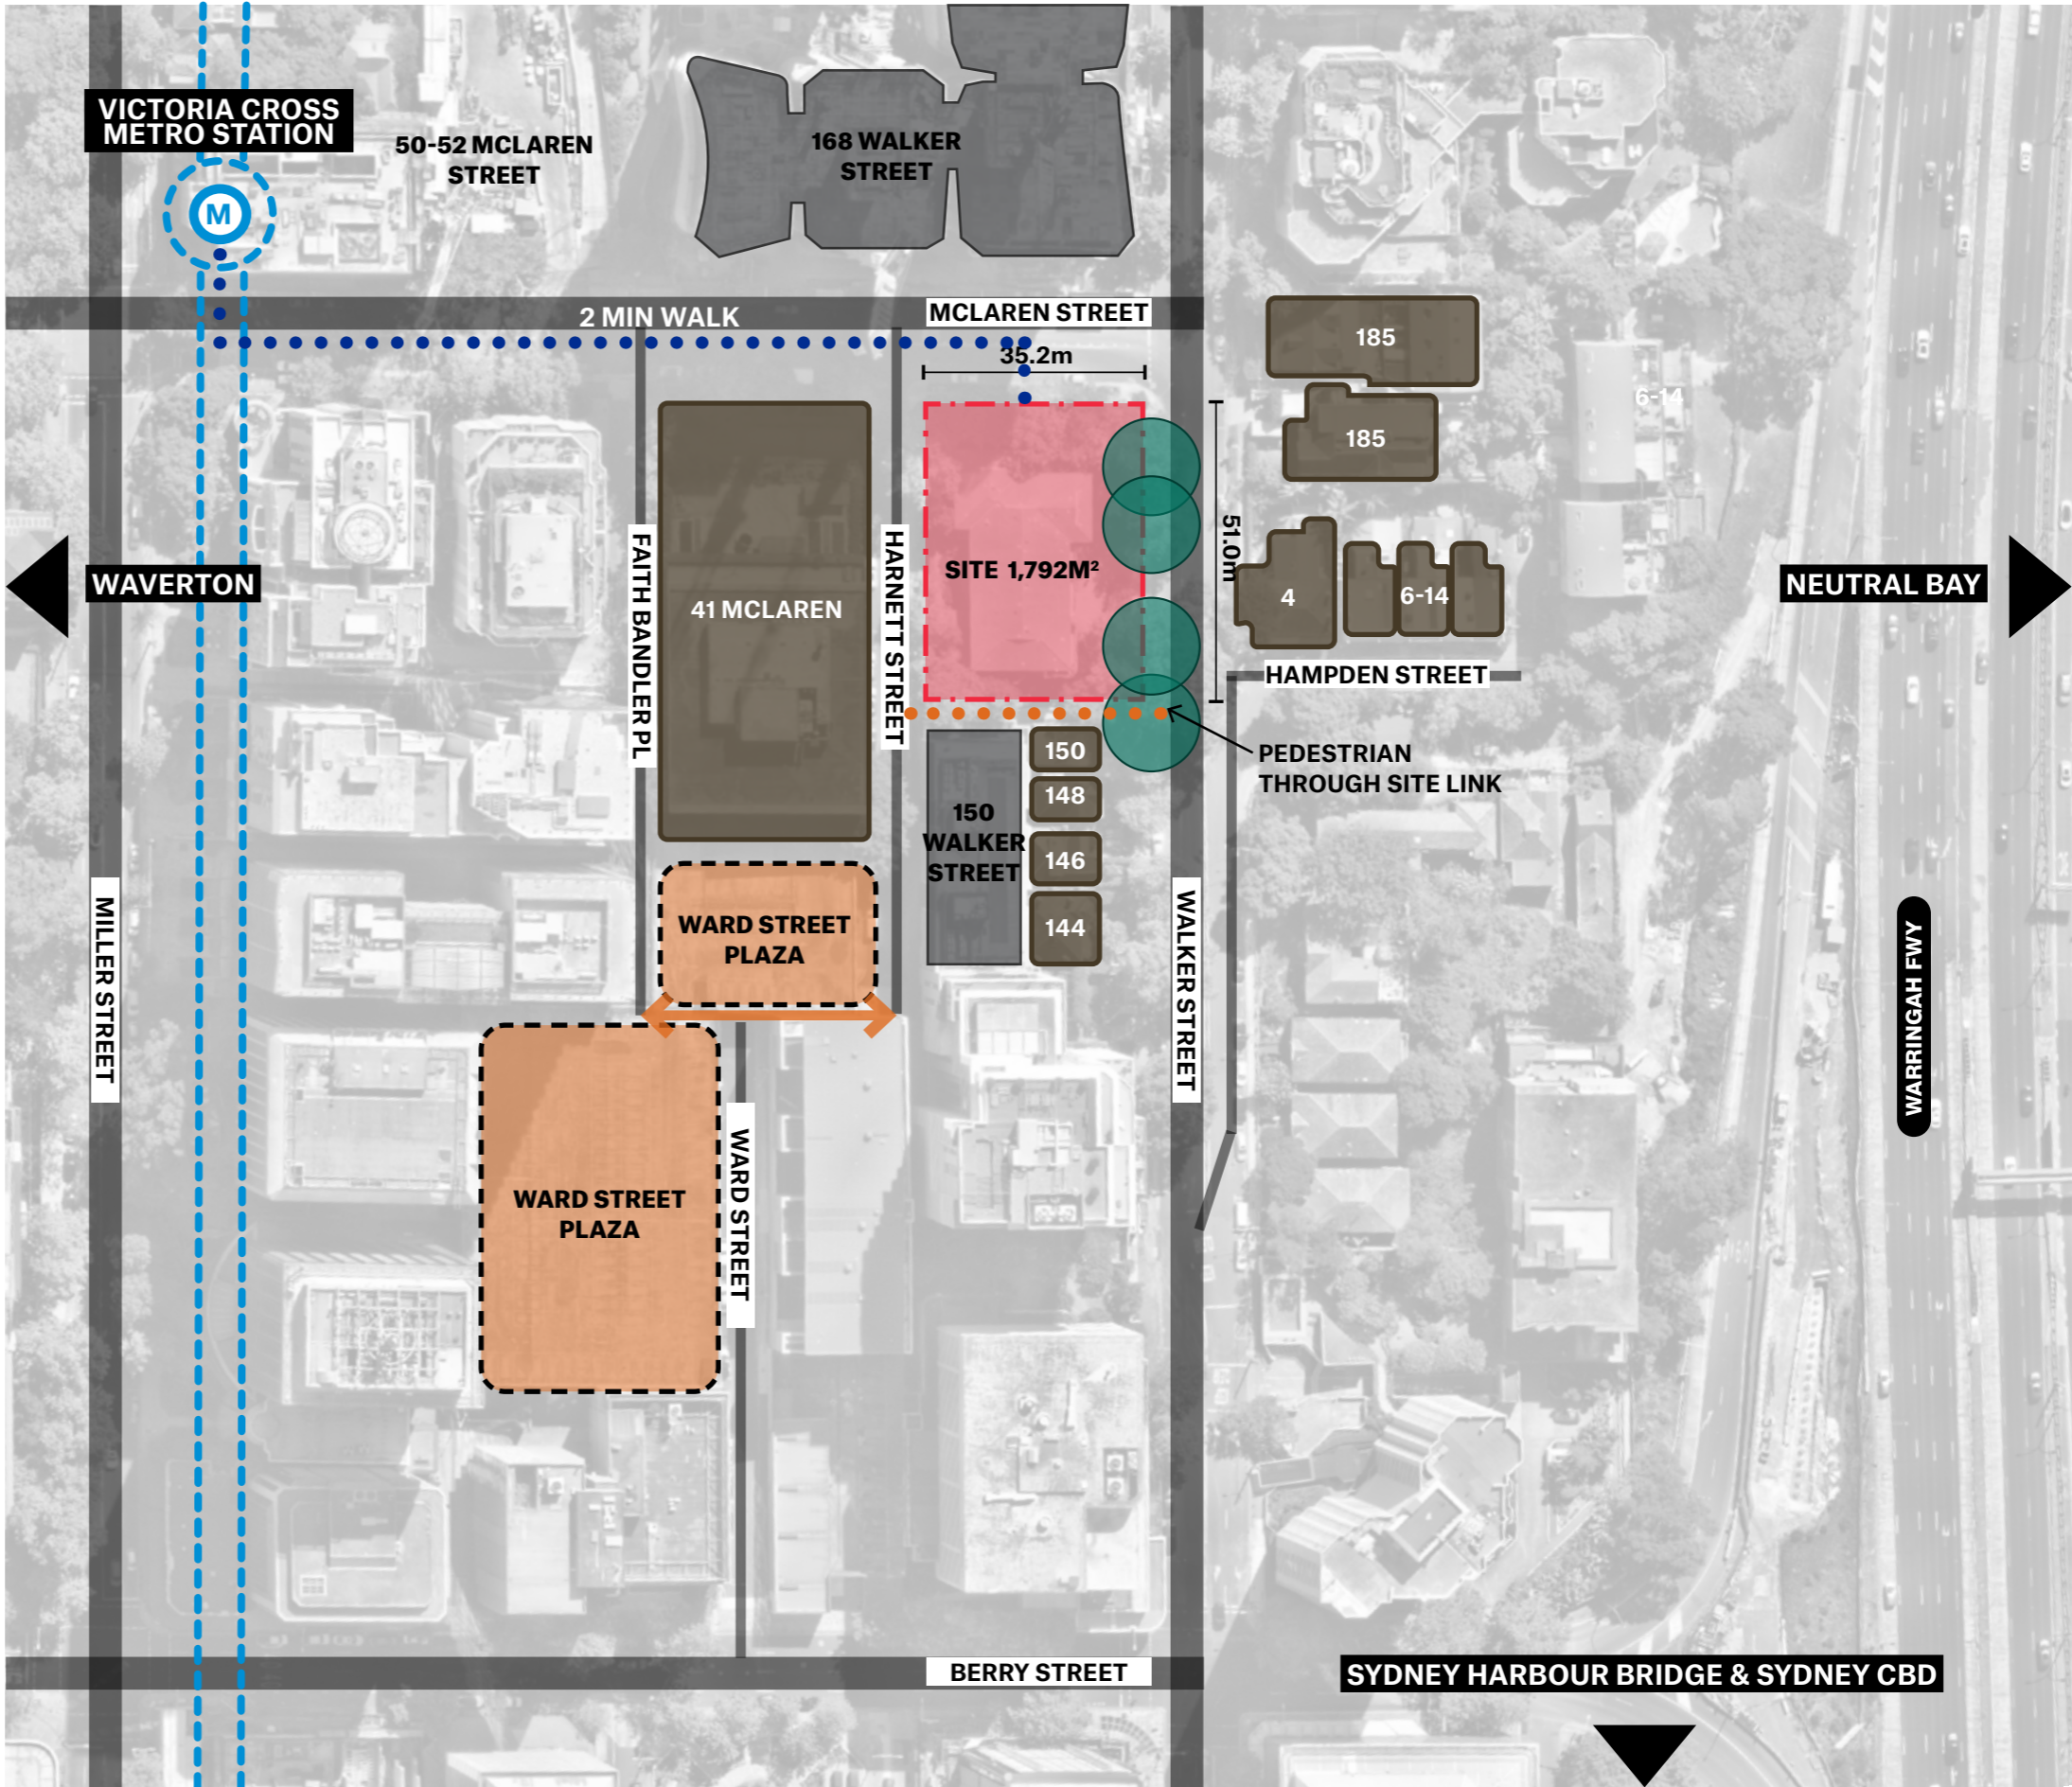 VICTORIA CROSS
METRO STATION
50-52 MCLAREN
STREET
168 WALKER
STREET
M
2 MIN WALK
MCLAREN STREET
35.2m
185
185
6-14
51.0m
SITE 1,792M²
FAITH BANDLER PL
HARNETT STREET
41 MCLAREN
WAVERTON
NEUTRAL BAY
4
6-14
HAMPDEN STREET
PEDESTRIAN
THROUGH SITE LINK
150
148
146
144
150
WALKER
STREET
WARD STREET
PLAZA
MILLER STREET
WALKER STREET
WARRINGAH FWY
WARD STREET
PLAZA
WARD STREET
BERRY STREET
SYDNEY HARBOUR BRIDGE & SYDNEY CBD